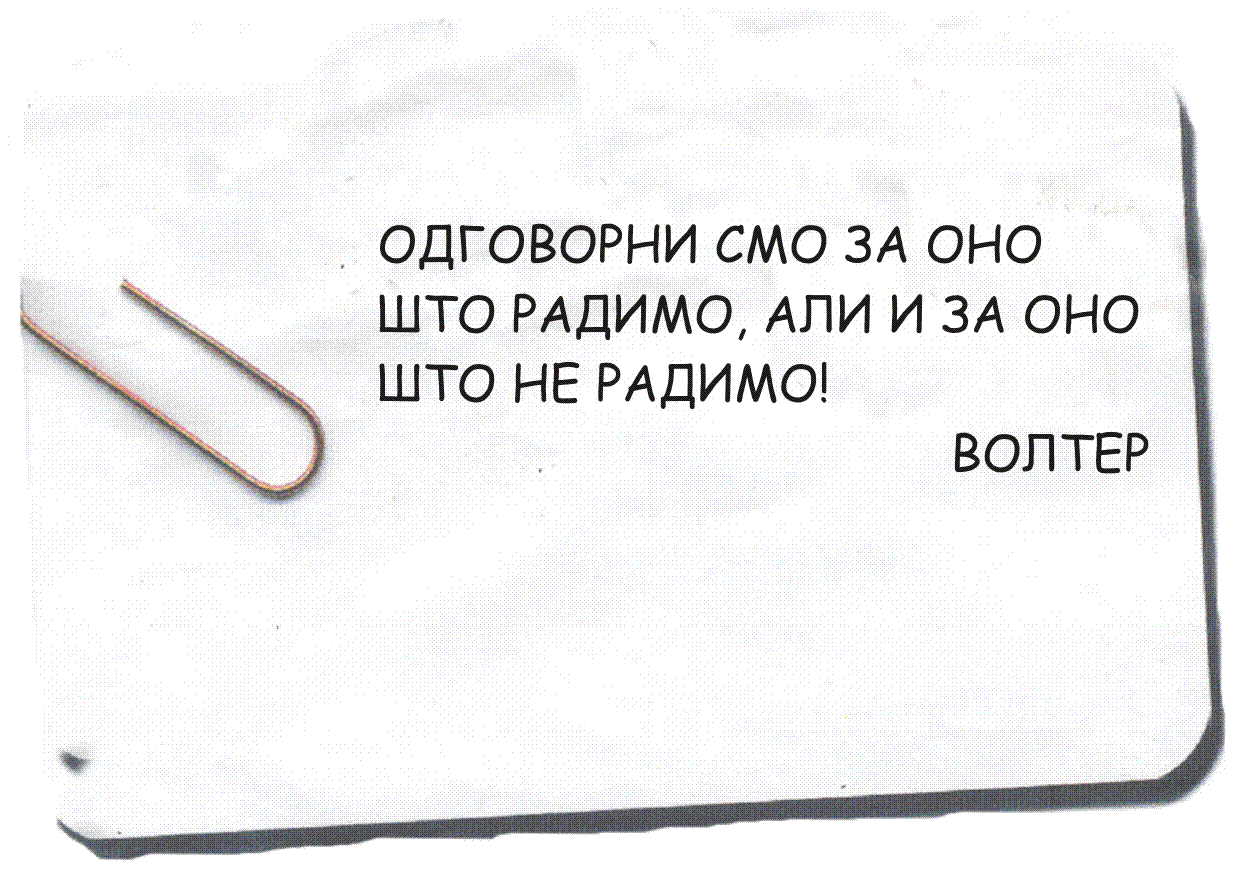 ОДГОВОРНИ СМО ЗА ОНО
ШТО РАДИМО, АЛИ И ЗА ОНО
ШТО НЕ РАДИМО!
ВОЛТЕР